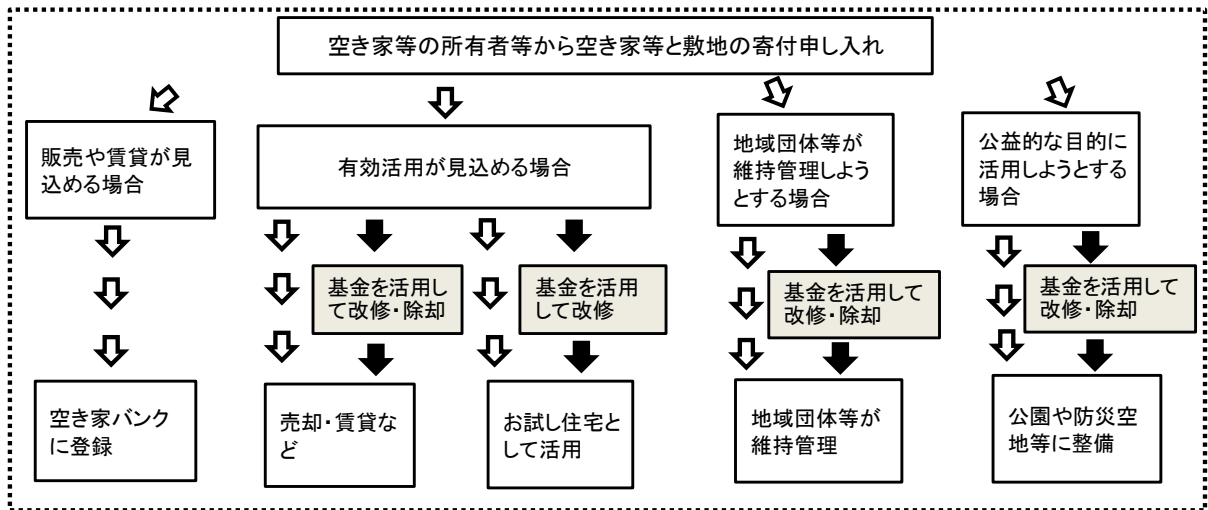 空き家等の所有者等から空き家等と敷地の寄付申し入れ
販売や賃貸が見
込める場合
有効活用が見込める場合
地域団体等が
維持管理しよう
とする場合
公益的な目的に
活用しようとする
場合
基金を活用し
て改修・除却
基金を活用
して改修
基金を活用して
改修・除却
基金を活用して
改修・除却
空き家バンク
に登録
売却・賃貸な
ど
お試し住宅と
して活用
地域団体等が
維持管理
公園や防災空
地等に整備